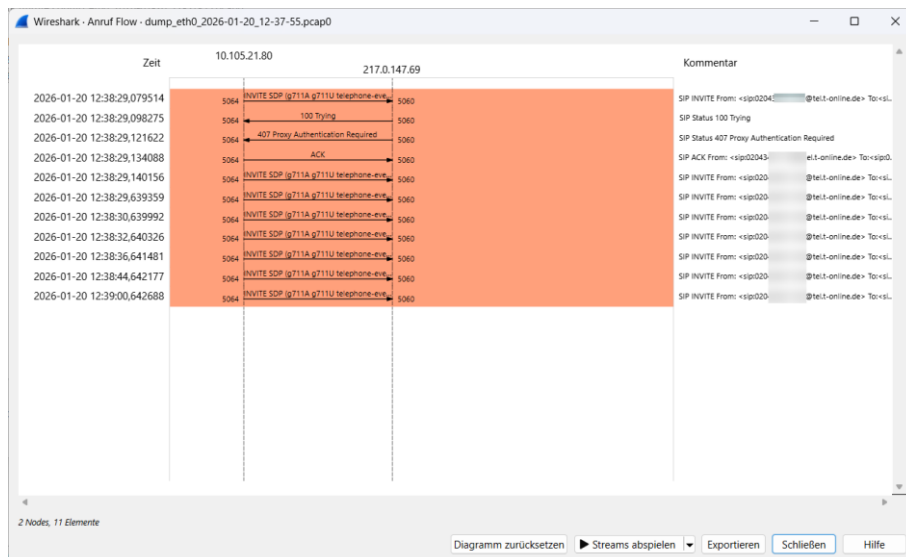 Wireshark · Anruf Flow · dump_eth0_2026-01-20_12-37-55.pcap0
Zeit 10.105.21.80 217.0.147.69 Kommentar
2026-01-20 12:38:29,079514 5064 INVITE SDP (g711A g711U telephone-eve... 5060 SIP INVITE From: <sip:0204 @tel.t-online.de> To:<si...
2026-01-20 12:38:29,098275 5064 100 Trying 5060 SIP Status 100 Trying
2026-01-20 12:38:29,121622 5064 407 Proxy Authentication Required 5060 SIP Status 407 Proxy Authentication Required
2026-01-20 12:38:29,134088 5064 ACK 5060 SIP ACK From: <sip:02043 el.t-online.de> To:<sip:0...
2026-01-20 12:38:29,140156 5064 INVITE SDP (g711A g711U telephone-eve... 5060 SIP INVITE From: <sip:020 @tel.t-online.de> To:<si...
2026-01-20 12:38:29,639359 5064 INVITE SDP (g711A g711U telephone-eve... 5060 SIP INVITE From: <sip:020 @tel.t-online.de> To:<si...
2026-01-20 12:38:30,639992 5064 INVITE SDP (g711A g711U telephone-eve... 5060 SIP INVITE From: <sip:020 @tel.t-online.de> To:<si...
2026-01-20 12:38:32,640326 5064 INVITE SDP (g711A g711U telephone-eve... 5060 SIP INVITE From: <sip:020 @tel.t-online.de> To:<si...
2026-01-20 12:38:36,641481 5064 INVITE SDP (g711A g711U telephone-eve... 5060 SIP INVITE From: <sip:020 @tel.t-online.de> To:<si...
2026-01-20 12:38:44,642177 5064 INVITE SDP (g711A g711U telephone-eve... 5060 SIP INVITE From: <sip:020 @tel.t-online.de> To:<si...
2026-01-20 12:39:00,642688 5064 INVITE SDP (g711A g711U telephone-eve... 5060 SIP INVITE From: <sip:020 @tel.t-online.de> To:<si...
2 Nodes, 11 Elemente
Diagramm zurücksetzen Streams abspielen Exportieren Schließen Hilfe